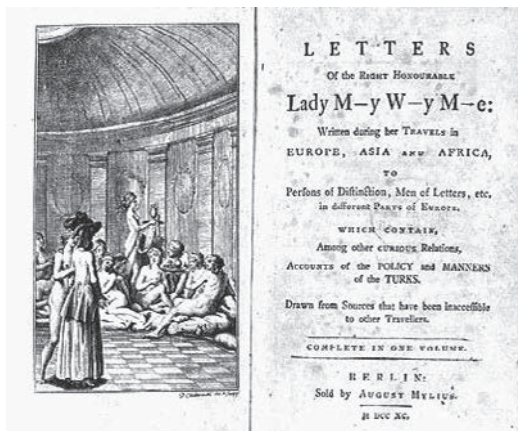 LETTERS
Of the RIGHT HONOURABLE
Lady M—y W—y M—e:
Written during her TRAVELS in
EUROPE, ASIA AND AFRICA,
TO
Perſons of Diſtinction, Men of Letters, etc.
in different PARTS of EUROPE.
WHICH CONTAIN,
Among other CURIOUS Relations,
ACCOUNTS of the POLICY and MANNERS
of the TURKS.
Drawn from Sources that have been inacceſſible
to other Travellers.
COMPLETE IN ONE VOLUME.
BERLIN:
Sold by AUGUST MYLIUS.
M DCC XC.